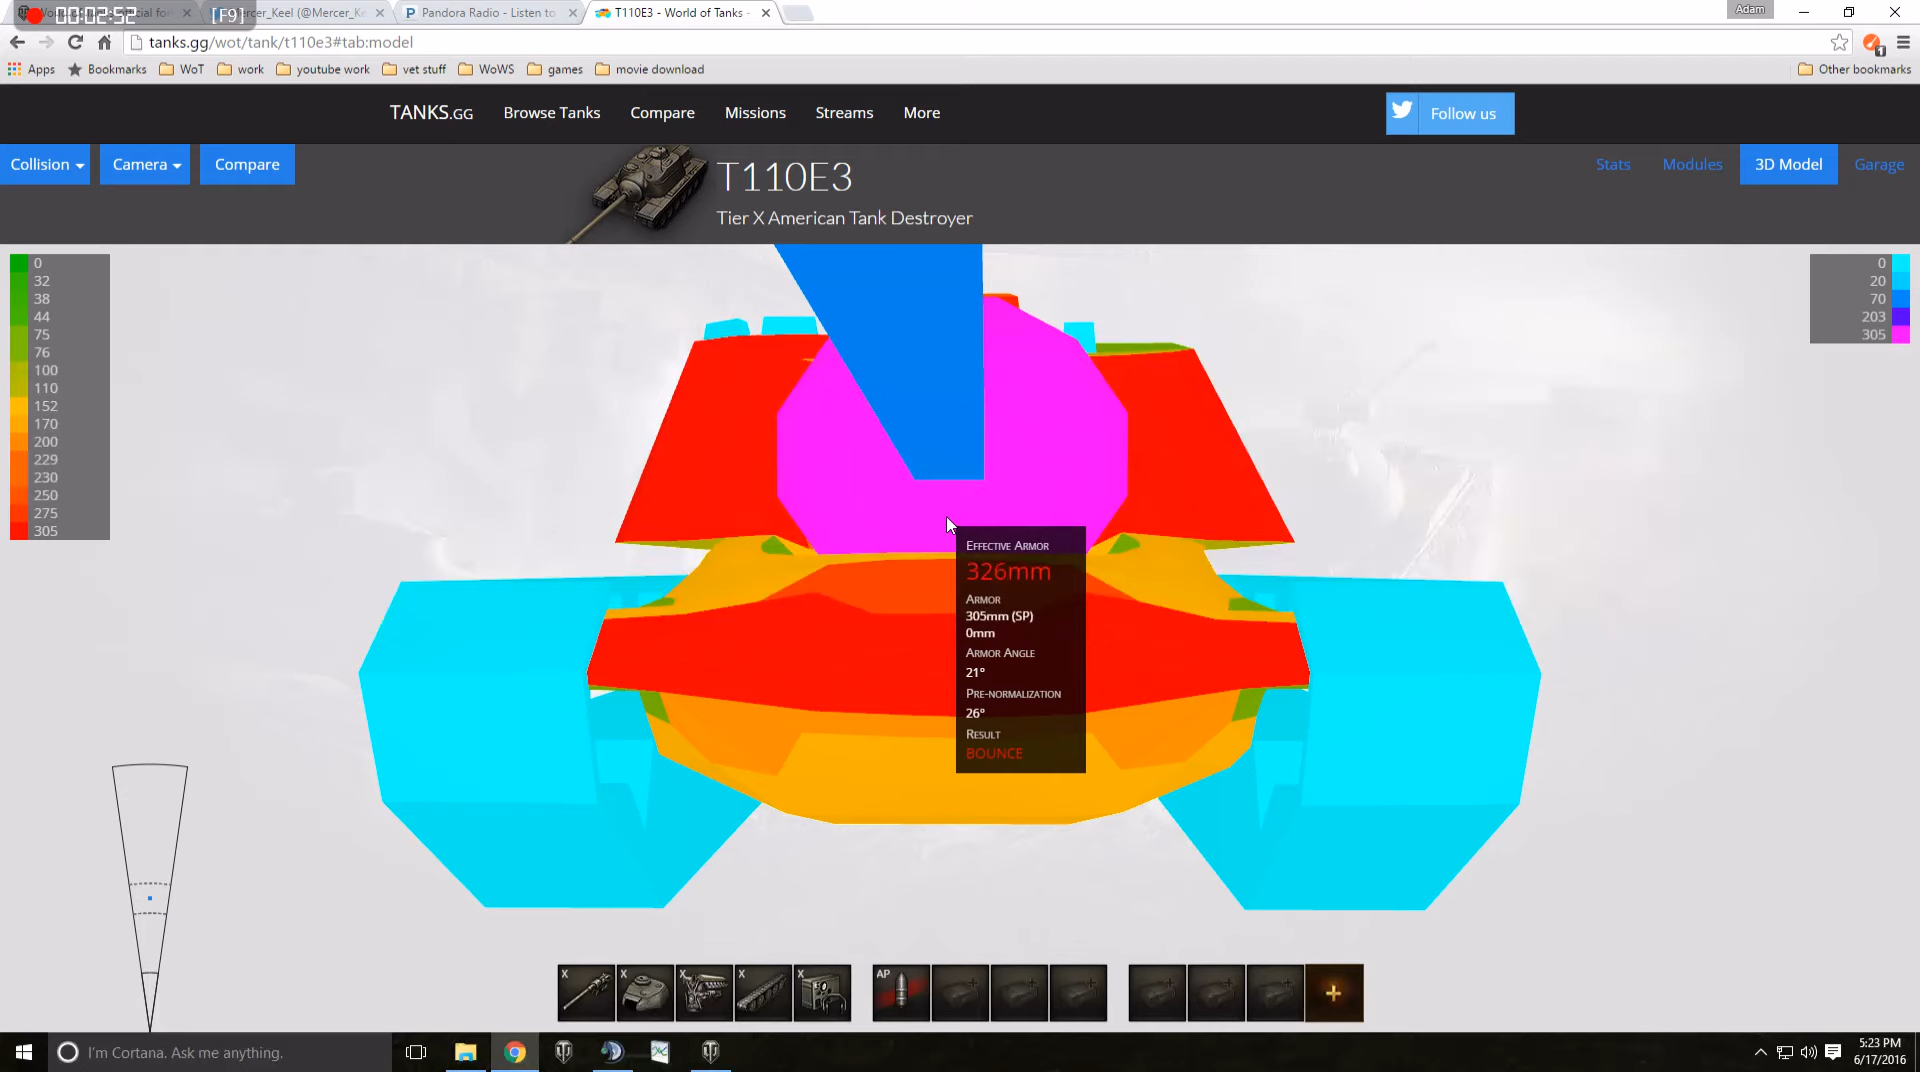 00:02:52
[F9]
ercer_Keel (@Mercer_Ke
Pandora Radio - Listen to
T110E3 - World of Tanks -
Adam
tanks.gg/wot/tank/t110e3#tab:model
1
Apps
Bookmarks
WoT
work
youtube work
vet stuff
WoWS
games
movie download
Other bookmarks
TANKS.GG
Browse Tanks
Compare
Missions
Streams
More
Follow us
Collision
Camera
Compare
T110E3
Tier X American Tank Destroyer
Stats
Modules
3D Model
Garage
0
32
38
44
75
76
100
110
152
170
200
229
230
250
275
305
0
20
70
203
305
Effective Armor
326mm
Armor
305mm (SP)
0mm
Armor Angle
21°
Pre-normalization
26°
Result
BOUNCE
X
X
X
X
X
AP
I'm Cortana. Ask me anything.
5:23 PM
6/17/2016